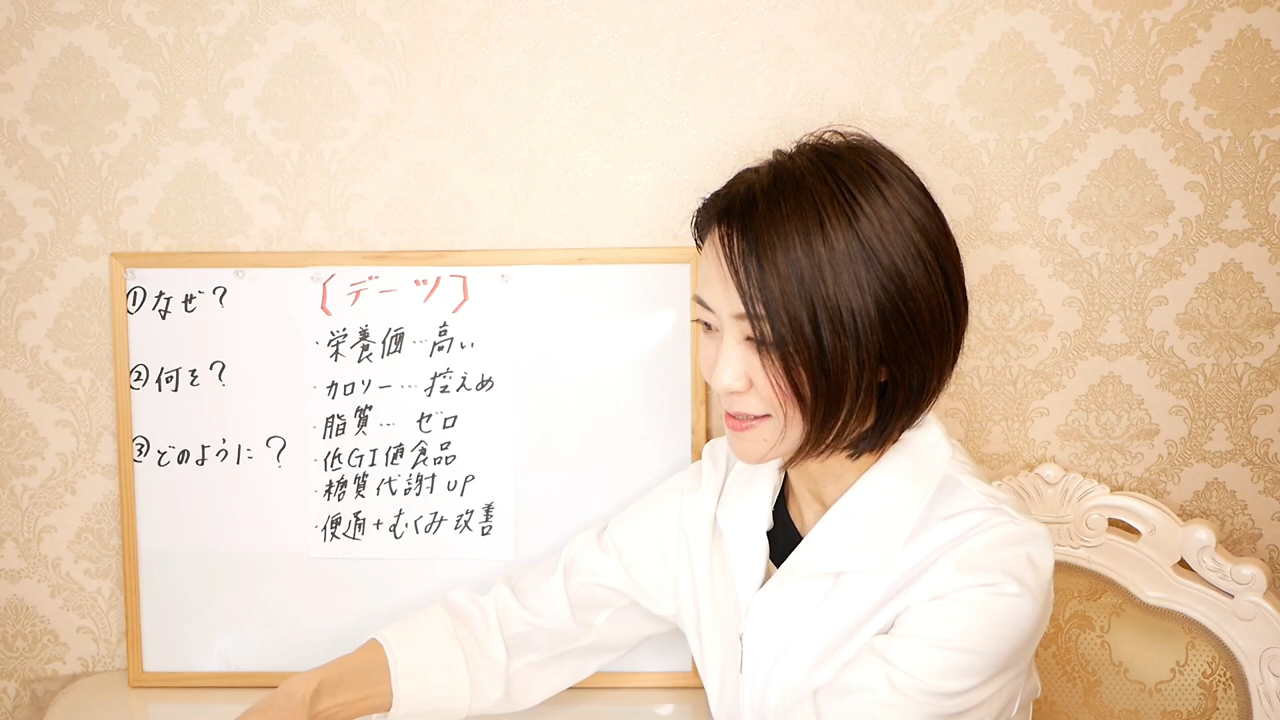 ①なぜ?
②何を?
③どのように?
[デーツ]
・栄養価…高い
・カロリー…控えめ
・脂質…ゼロ
・低GI値食品
・糖質代謝UP
・便通+むくみ改善